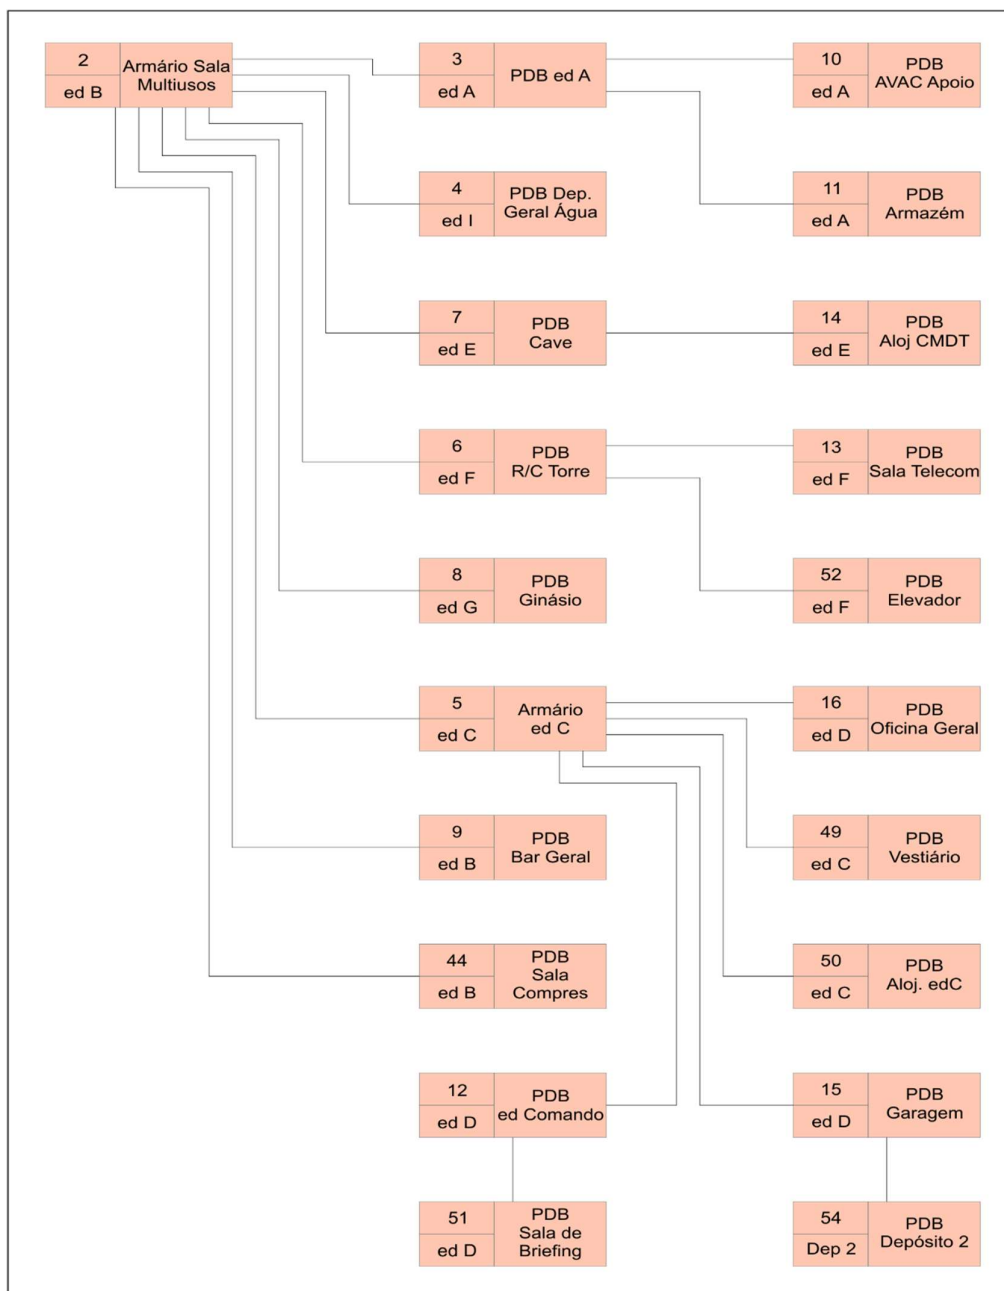 2
ed B
Armário Sala
Multiusos
3
ed A
PDB ed A
10
ed A
PDB
AVAC Apoio
4
ed I
PDB Dep.
Geral Água
11
ed A
PDB
Armazém
7
ed E
PDB
Cave
14
ed E
PDB
Aloj CMDT
6
ed F
PDB
R/C Torre
13
ed F
PDB
Sala Telecom
8
ed G
PDB
Ginásio
52
ed F
PDB
Elevador
5
ed C
Armário
ed C
16
ed D
PDB
Oficina Geral
9
ed B
PDB
Bar Geral
49
ed C
PDB
Vestiário
44
ed B
PDB
Sala
Compres
50
ed C
PDB
Aloj. edC
12
ed D
PDB
ed Comando
15
ed D
PDB
Garagem
51
ed D
PDB
Sala de
Briefing
54
Dep 2
PDB
Depósito 2